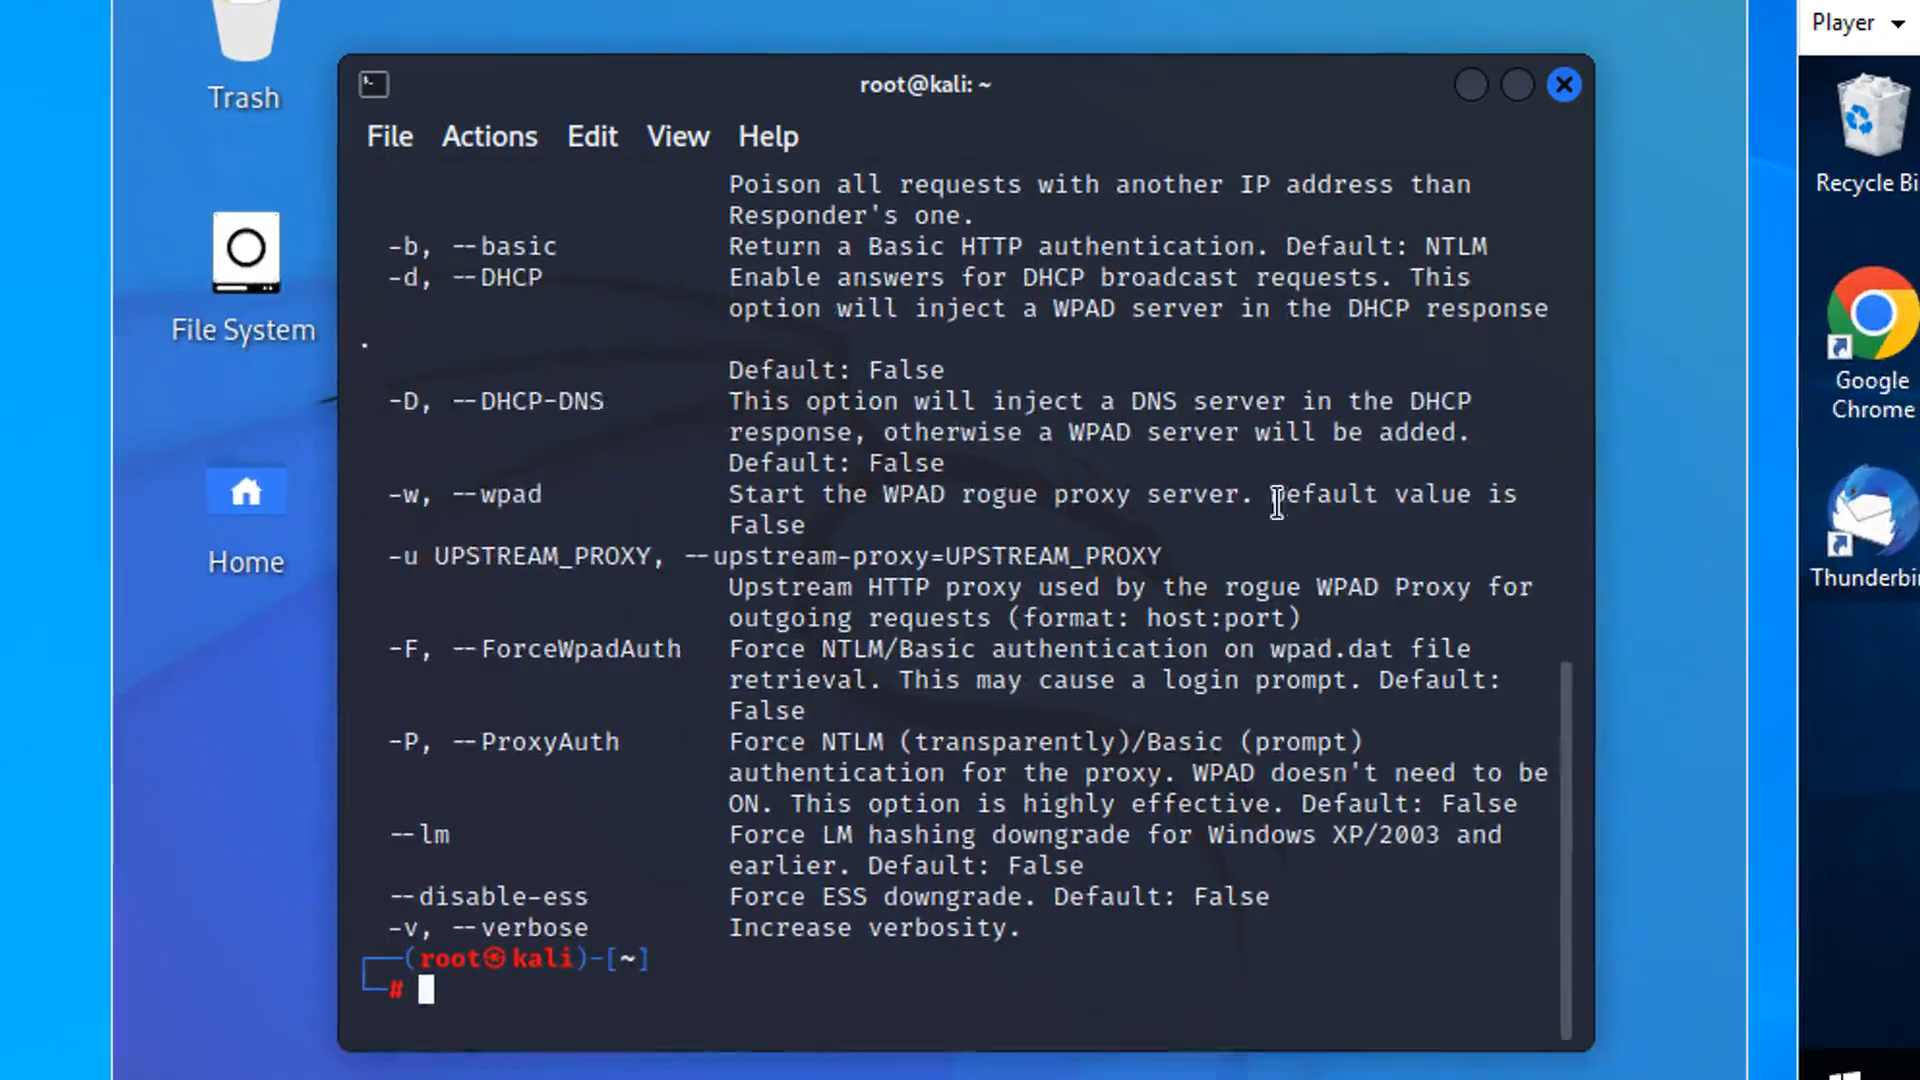 Trash
File System
Home
root@kali: ~
File Actions Edit View Help
Poison all requests with another IP address than
Responder's one.
-b, --basic Return a Basic HTTP authentication. Default: NTLM
-d, --DHCP Enable answers for DHCP broadcast requests. This
option will inject a WPAD server in the DHCP response
.
Default: False
-D, --DHCP-DNS This option will inject a DNS server in the DHCP
response, otherwise a WPAD server will be added.
Default: False
-w, --wpad Start the WPAD rogue proxy server. Default value is
False
-u UPSTREAM_PROXY, --upstream-proxy=UPSTREAM_PROXY
Upstream HTTP proxy used by the rogue WPAD Proxy for
outgoing requests (format: host:port)
-F, --ForceWpadAuth Force NTLM/Basic authentication on wpad.dat file
retrieval. This may cause a login prompt. Default:
False
-P, --ProxyAuth Force NTLM (transparently)/Basic (prompt)
authentication for the proxy. WPAD doesn't need to be
ON. This option is highly effective. Default: False
--lm Force LM hashing downgrade for Windows XP/2003 and
earlier. Default: False
--disable-ess Force ESS downgrade. Default: False
-v, --verbose Increase verbosity.
┌──(root㉿kali)-[~]
└─#
Player
Recycle Bi
Google
Chrome
Thunderbi